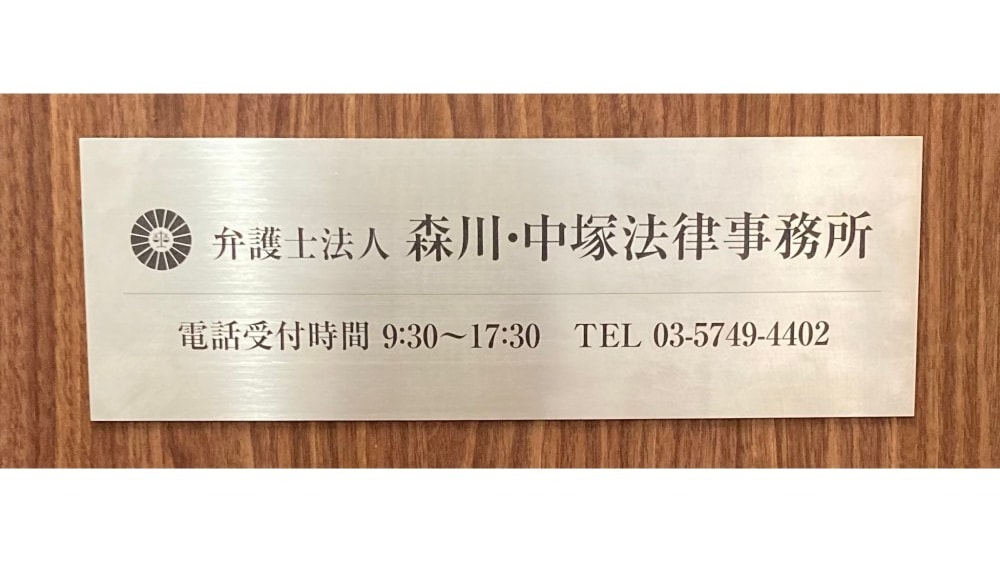 弁護士法人 森川・中塚法律事務所
電話受付時間 9:30～17:30　TEL 03-5749-4402